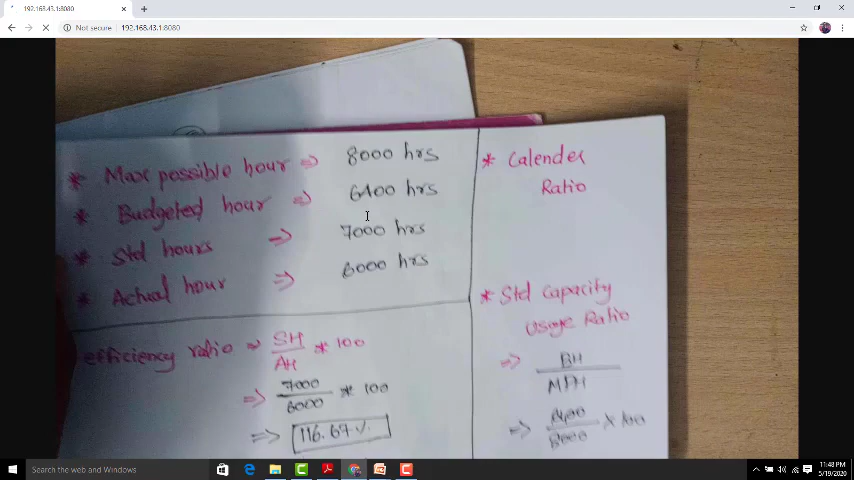 192.168.43.1:8080
Not secure
192.168.43.1:8080
* Max possible hour ⇒ 8000 hrs
* Budgeted hour ⇒ 6400 hrs
* Std hours ⇒ 7000 hrs
* Actual hour ⇒ 6000 hrs
efficiency ratio ⇒ SH/AH * 100
⇒ 7000/6000 * 100
⇒ 116.67%
* Calender
Ratio
* Std Capacity
Usage Ratio
⇒ BH/MPH
⇒ 6400/8000 × 100
Search the web and Windows
11:48 PM
5/19/2020